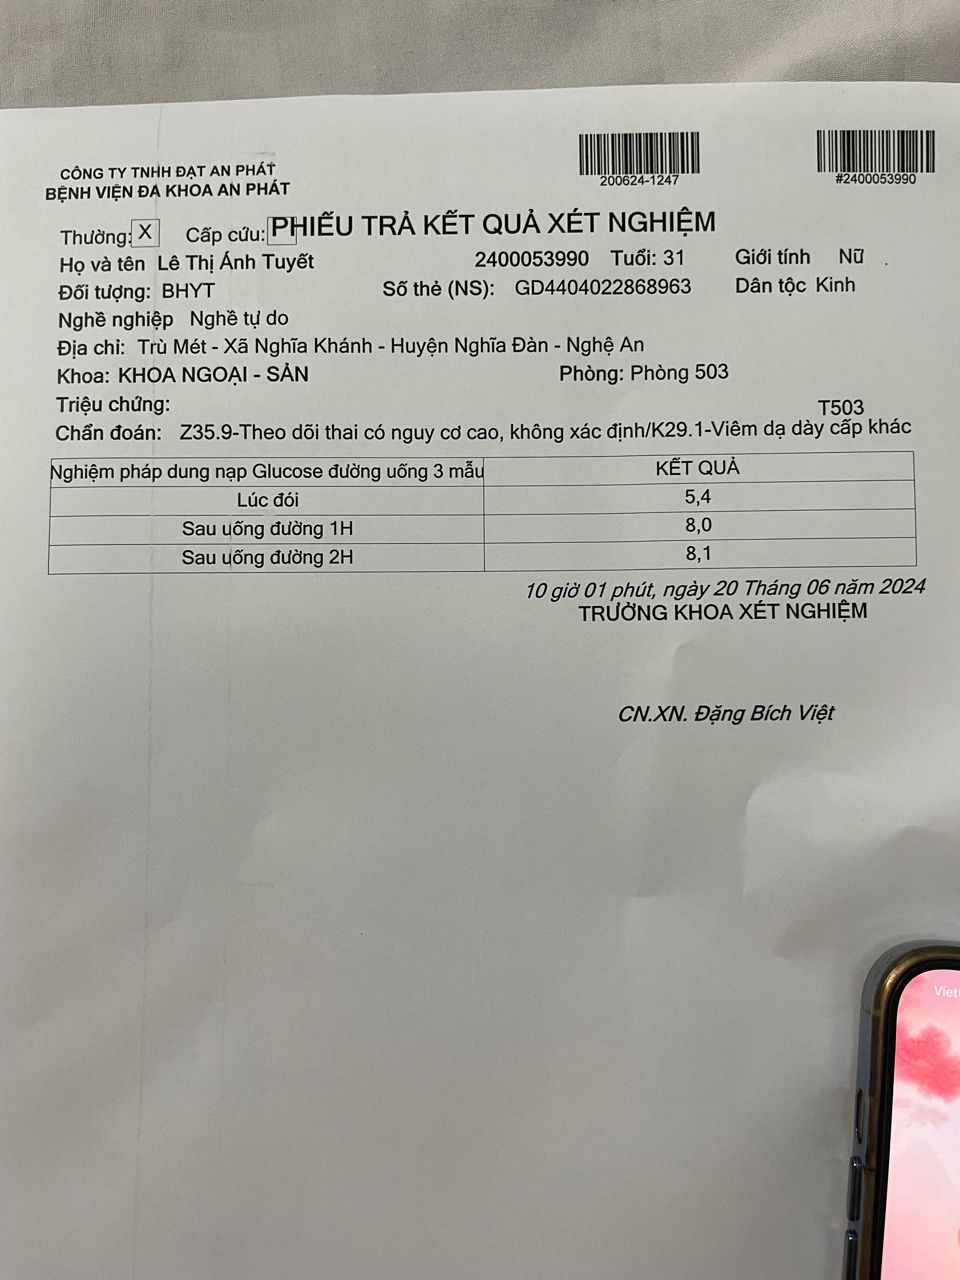 CÔNG TY TNHH ĐẠT AN PHÁT
BỆNH VIỆN ĐA KHOA AN PHÁT
200624-1247
#2400053990
Thường: X Cấp cứu: PHIẾU TRẢ KẾT QUẢ XÉT NGHIỆM
Họ và tên Lê Thị Ánh Tuyết 2400053990 Tuổi: 31 Giới tính Nữ
Đối tượng: BHYT Số thẻ (NS): GD4404022868963 Dân tộc Kinh
Nghề nghiệp Nghề tự do
Địa chỉ: Trù Mét - Xã Nghĩa Khánh - Huyện Nghĩa Đàn - Nghệ An
Khoa: KHOA NGOẠI - SẢN Phòng: Phòng 503
Triệu chứng: T503
Chẩn đoán: Z35.9-Theo dõi thai có nguy cơ cao, không xác định/K29.1-Viêm dạ dày cấp khác
Nghiệm pháp dung nạp Glucose đường uống 3 mẫu KẾT QUẢ
Lúc đói 5,4
Sau uống đường 1H 8,0
Sau uống đường 2H 8,1
10 giờ 01 phút, ngày 20 Tháng 06 năm 2024
TRƯỞNG KHOA XÉT NGHIỆM
CN.XN. Đặng Bích Việt